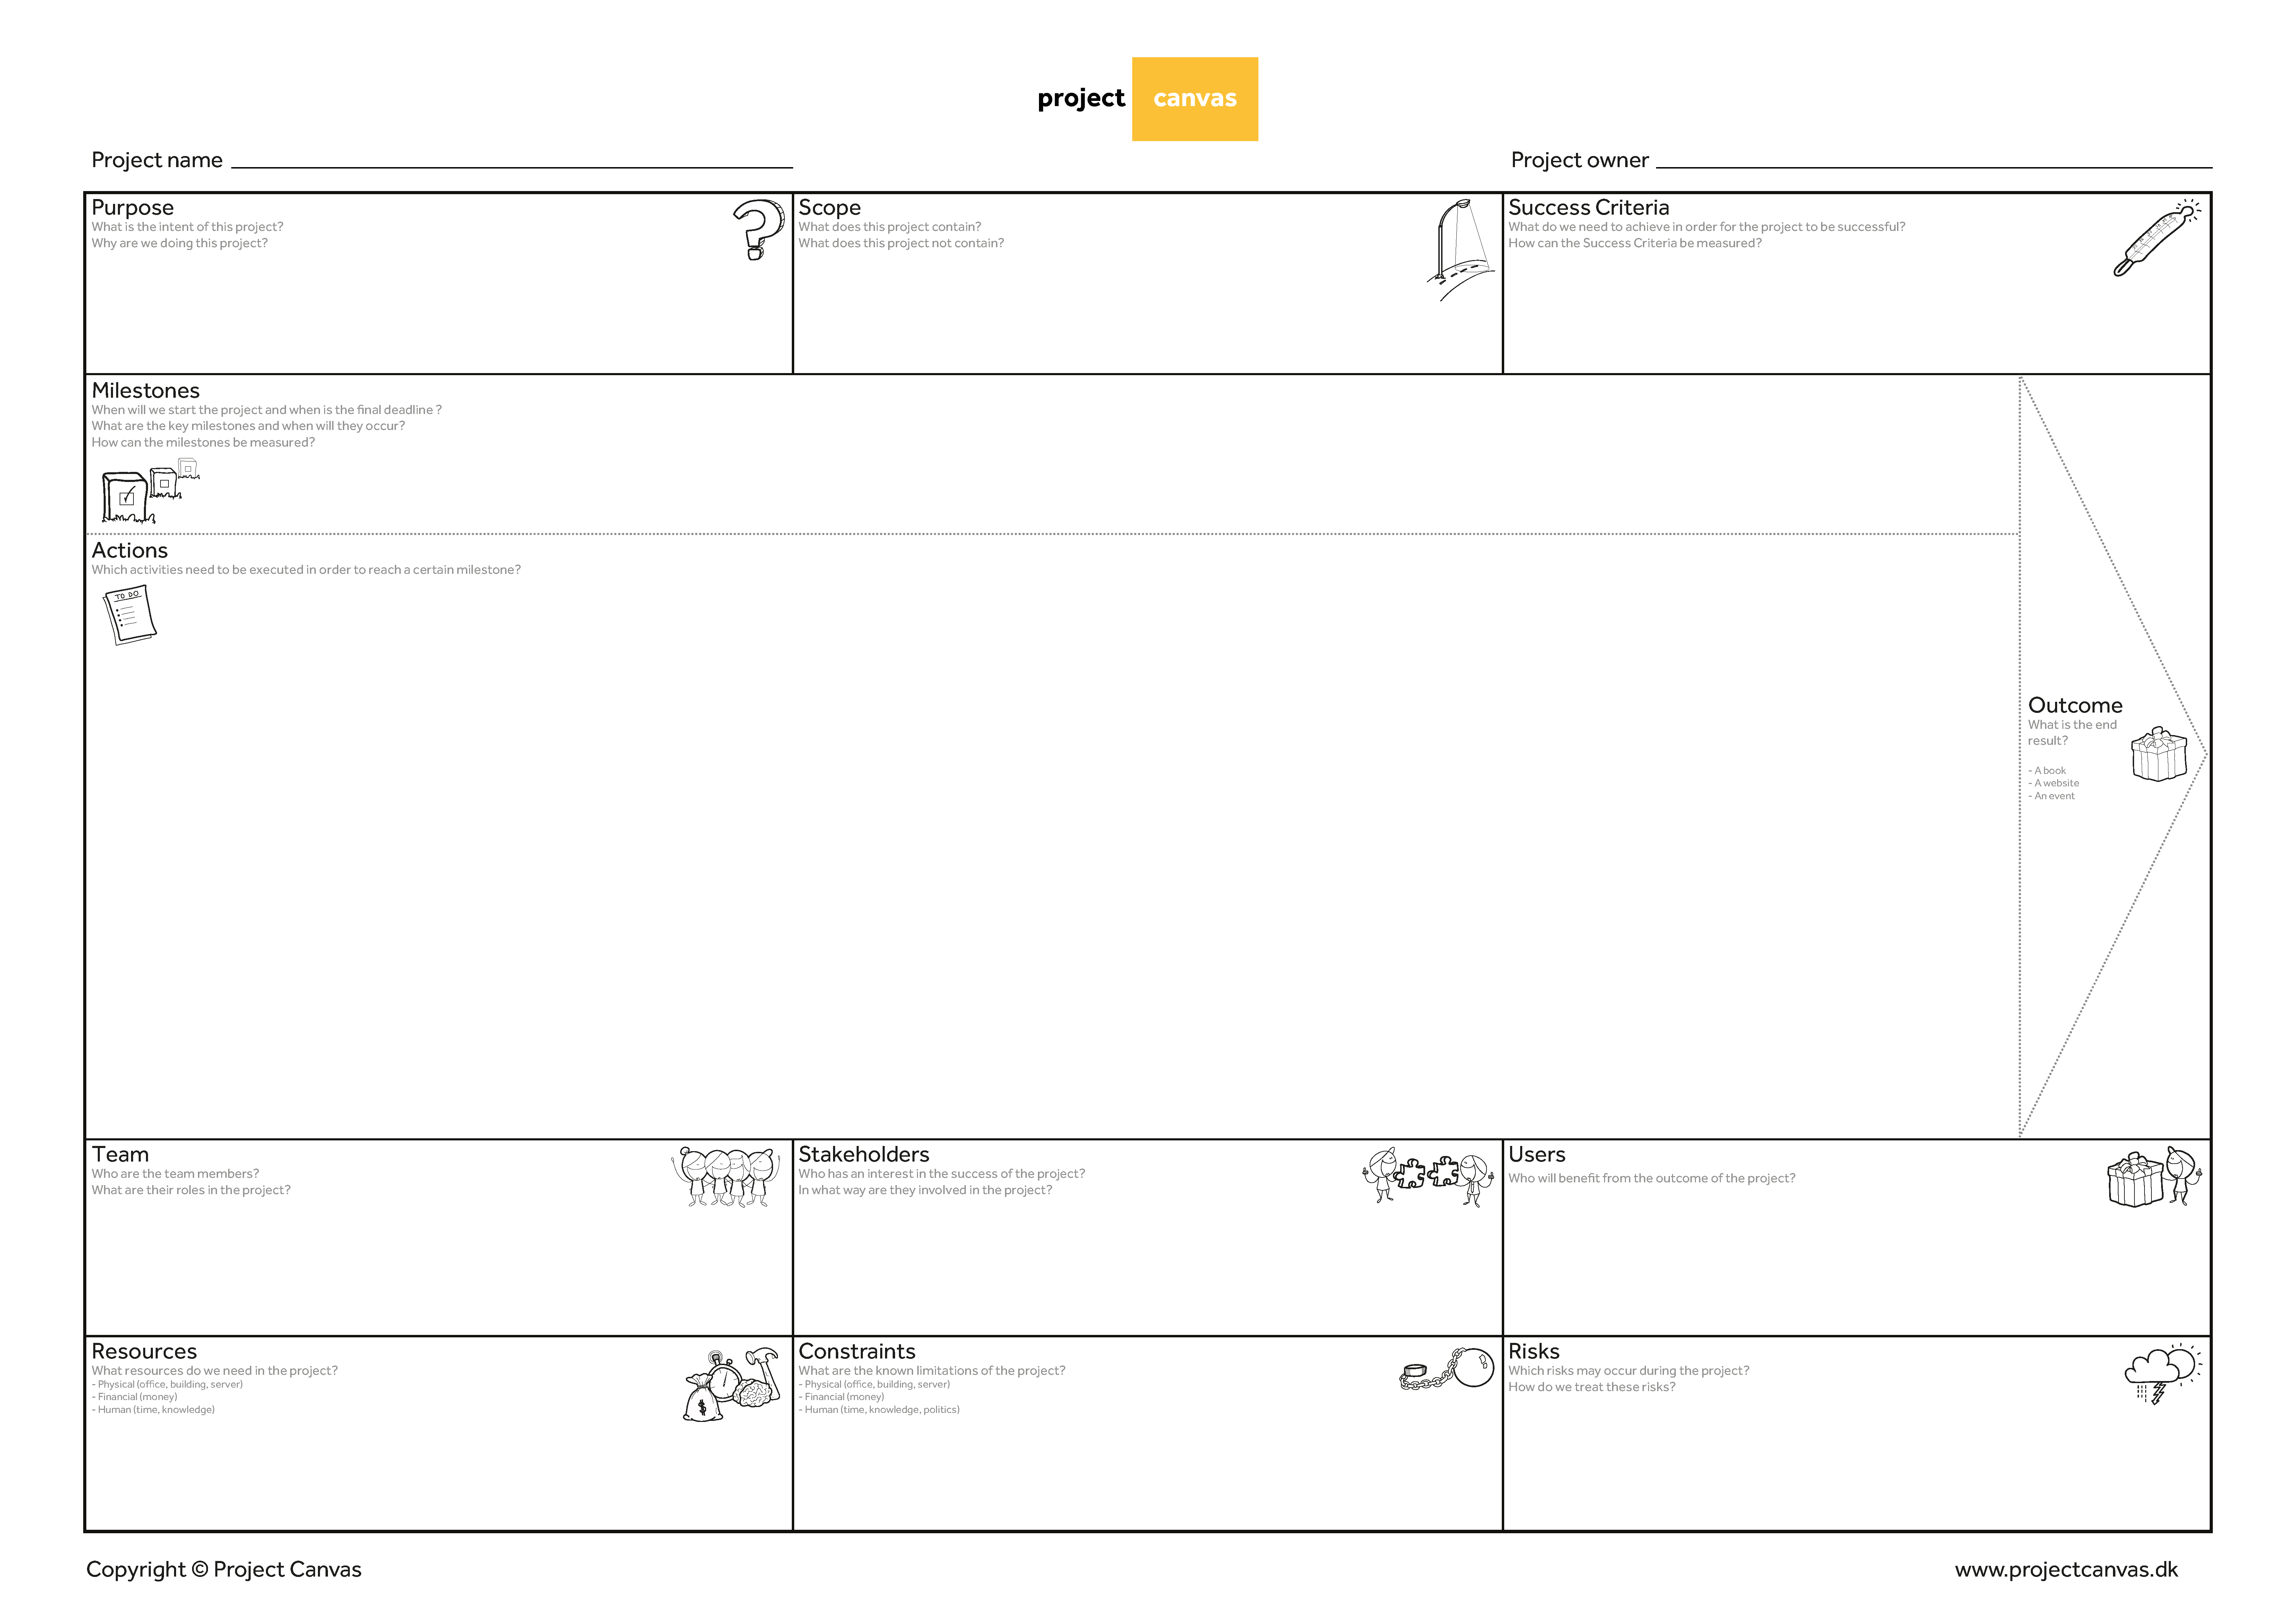 project canvas
Project name
Project owner
Purpose
What is the intent of this project?
Why are we doing this project?
Scope
What does this project contain?
What does this project not contain?
Success Criteria
What do we need to achieve in order for the project to be successful?
How can the Success Criteria be measured?
Milestones
When will we start the project and when is the final deadline ?
What are the key milestones and when will they occur?
How can the milestones be measured?
Actions
Which activities need to be executed in order to reach a certain milestone?
TO DO
Outcome
What is the end
result?
- A book
- A website
- An event
Team
Who are the team members?
What are their roles in the project?
Stakeholders
Who has an interest in the success of the project?
In what way are they involved in the project?
Users
Who will benefit from the outcome of the project?
Resources
What resources do we need in the project?
- Physical (office, building, server)
- Financial (money)
- Human (time, knowledge)
$
Constraints
What are the known limitations of the project?
- Physical (office, building, server)
- Financial (money)
- Human (time, knowledge, politics)
Risks
Which risks may occur during the project?
How do we treat these risks?
Copyright © Project Canvas
www.projectcanvas.dk